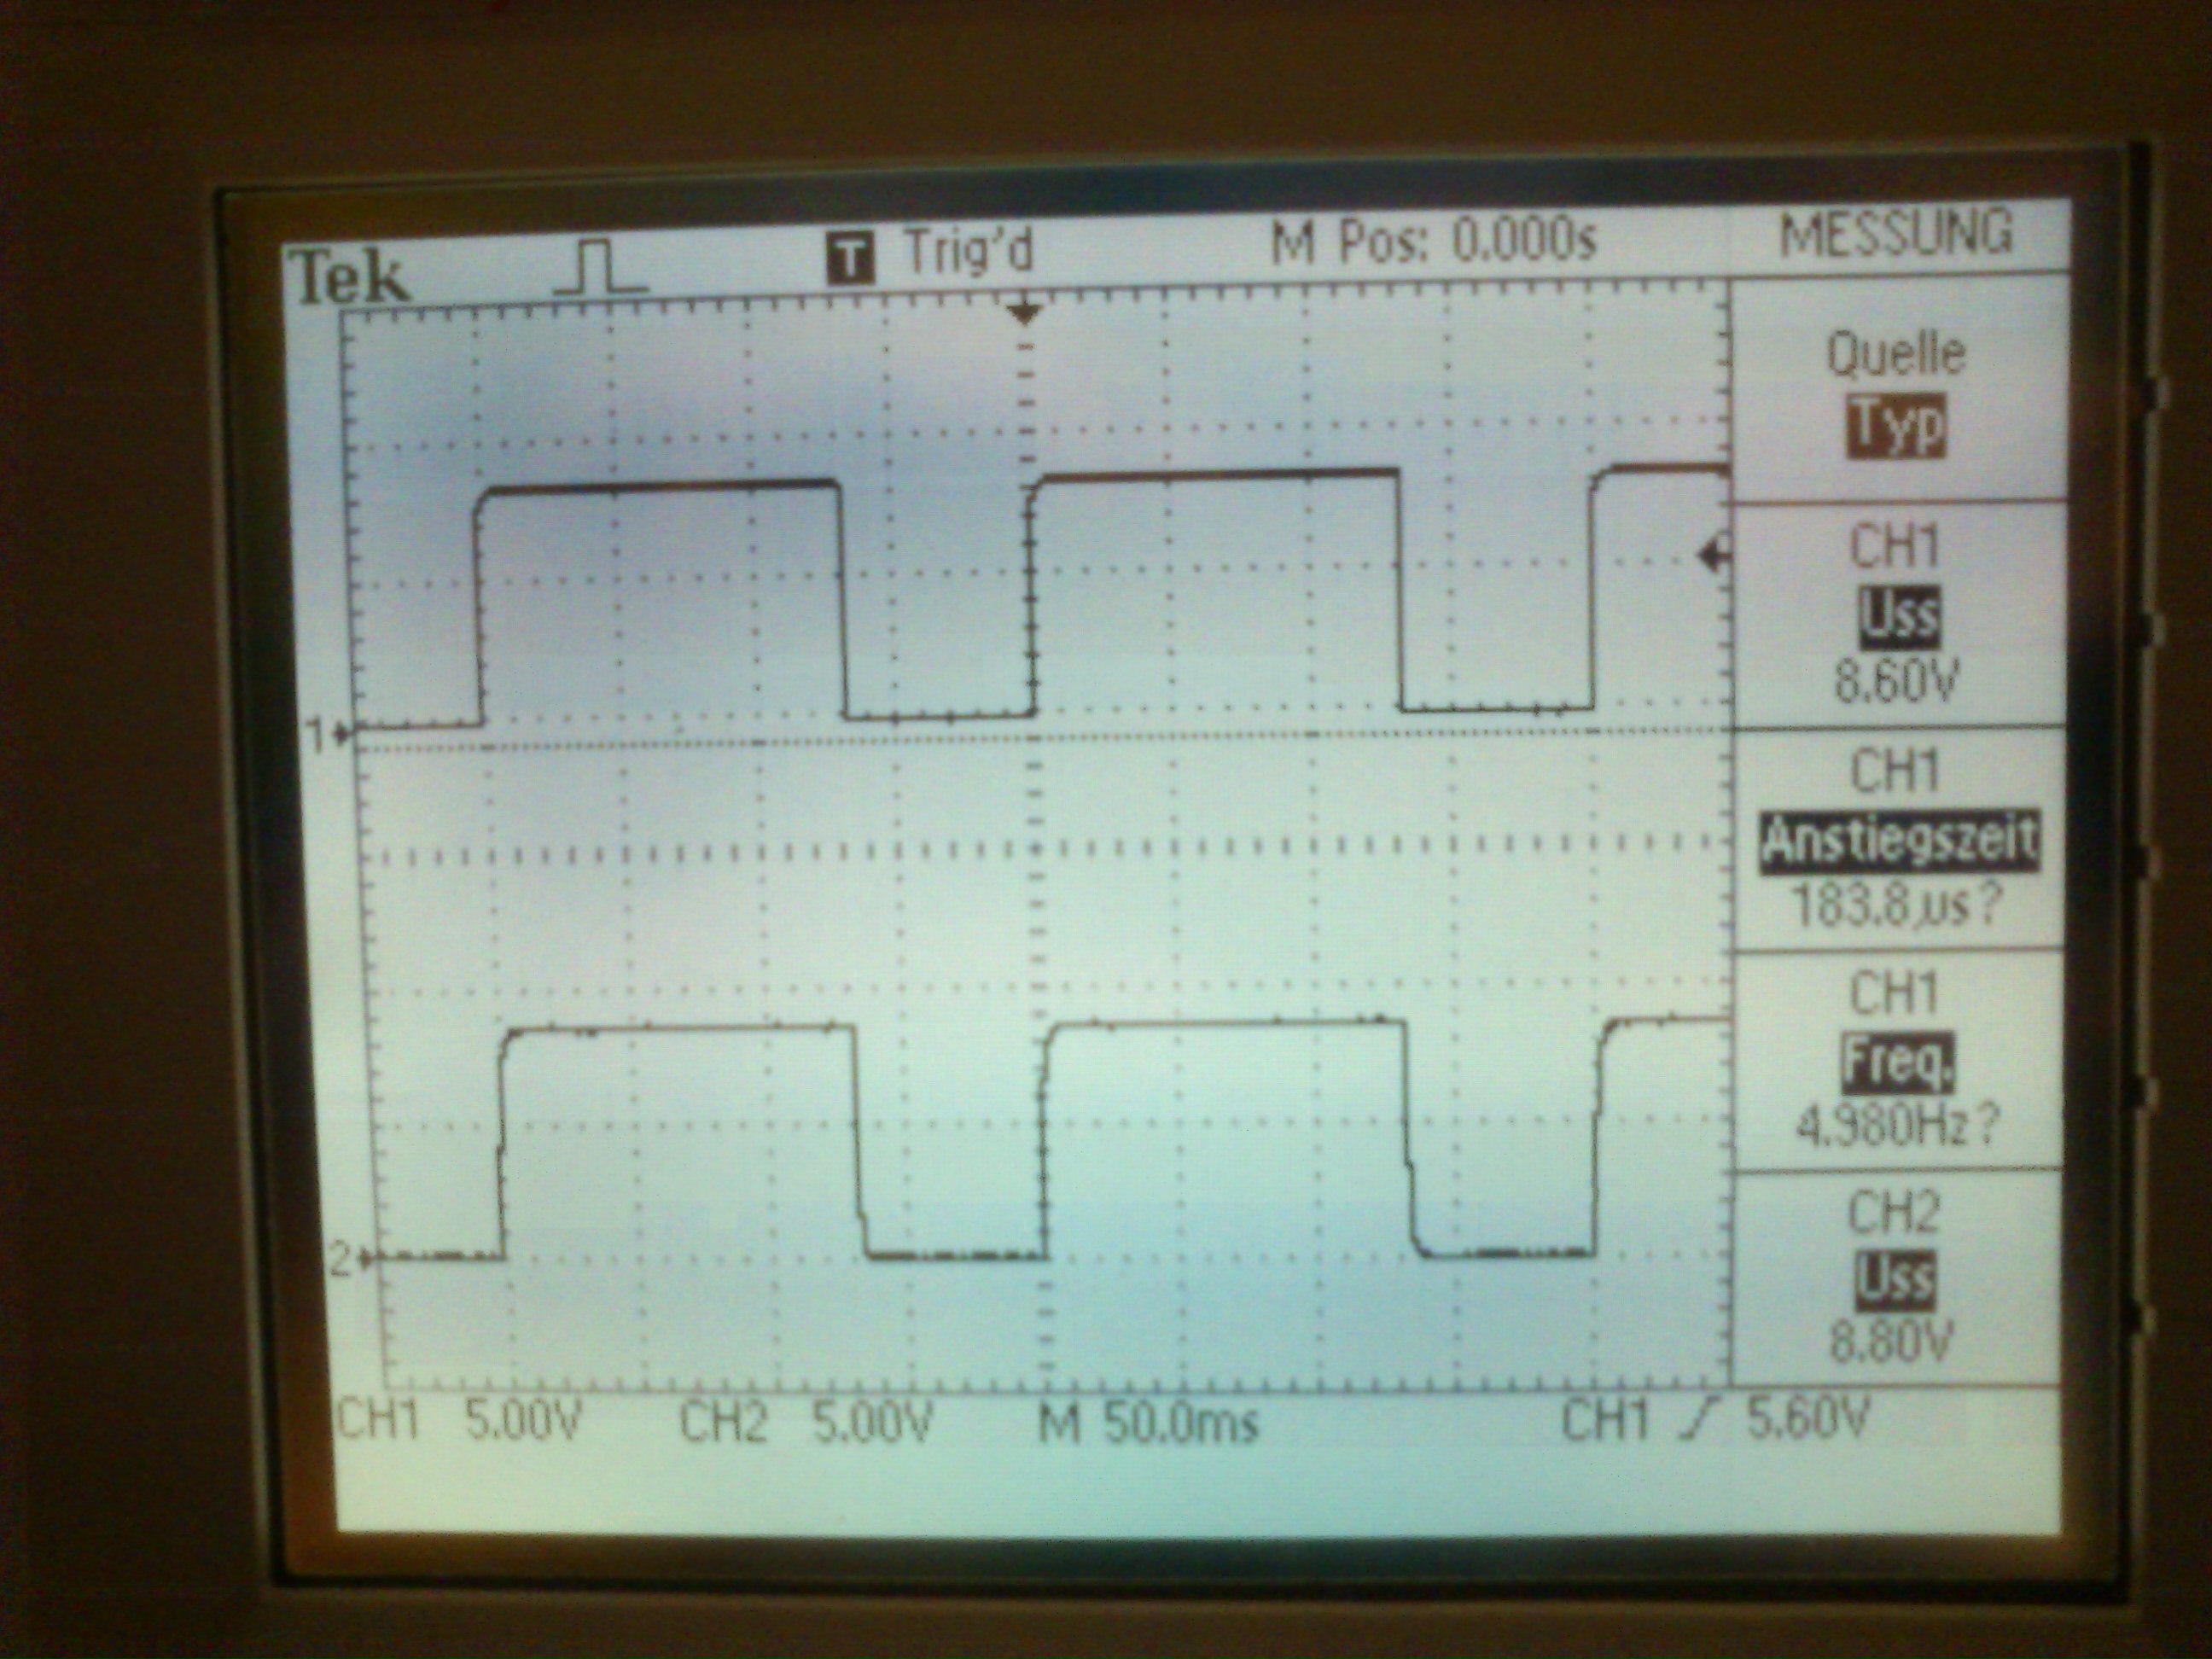 Tek T Trig'd M Pos: 0.000s MESSUNG
Quelle
Typ
CH1
Uss
8.60V
1
CH1
Anstiegszeit
183.8µs?
CH1
Freq.
4.980Hz?
2
CH2
Uss
8.80V
CH1 5.00V CH2 5.00V M 50.0ms CH1 5.60V